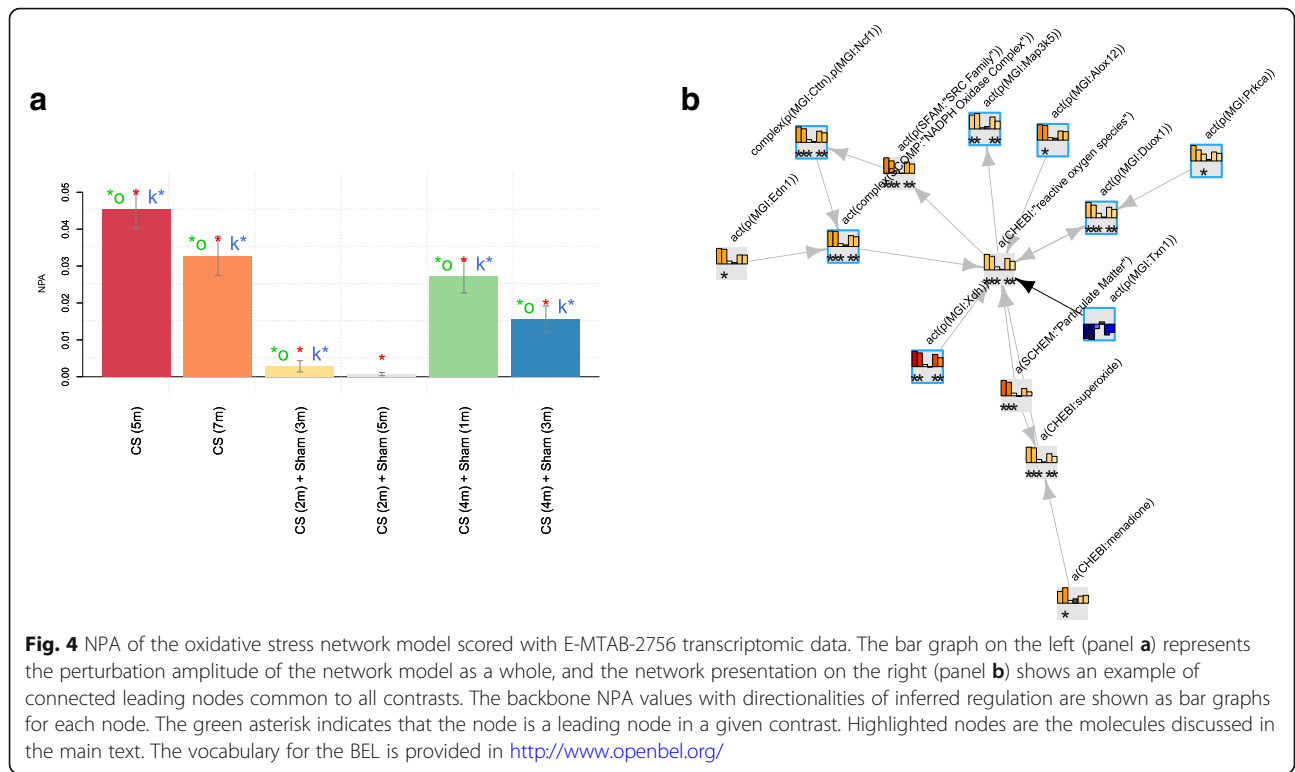 a
*o * k*
*o * k*
*o * k*
*
*o * k*
*o * k*
NPA
0.05
0.04
0.03
0.02
0.01
0.00
CS (5m)
CS (7m)
CS (2m) + Sham (3m)
CS (2m) + Sham (5m)
CS (4m) + Sham (1m)
CS (4m) + Sham (3m)
b
complex(p(MGI:Cttn),p(MGI:Ncf1))
*** **
act(p(SFAM:"SRC Family"))
*** **
act(p(MGI:Map3k5))
** **
act(p(MGI:Alox12))
*
act(p(MGI:Prkca))
*
act(p(MGI:Edn1))
*
act(complex(SCOMP:"NADPH Oxidase Complex"))
*** **
a(CHEBI:"reactive oxygen species")
*** **
act(p(MGI:Duox1))
*** **
act(p(MGI:Xdh))
** **
a(SCHEM:"Particulate Matter")
***
act(p(MGI:Txn1))
a(CHEBI:superoxide)
*** **
a(CHEBI:menadione)
*
Fig. 4 NPA of the oxidative stress network model scored with E-MTAB-2756 transcriptomic data. The bar graph on the left (panel a) represents
the perturbation amplitude of the network model as a whole, and the network presentation on the right (panel b) shows an example of
connected leading nodes common to all contrasts. The backbone NPA values with directionalities of inferred regulation are shown as bar graphs
for each node. The green asterisk indicates that the node is a leading node in a given contrast. Highlighted nodes are the molecules discussed in
the main text. The vocabulary for the BEL is provided in http://www.openbel.org/